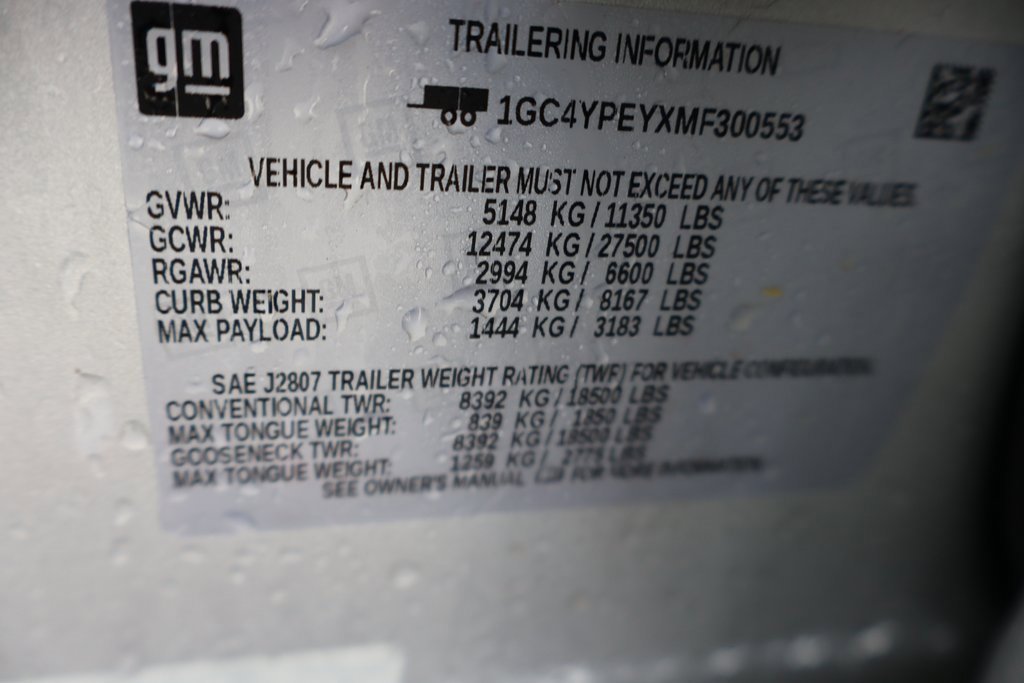 gm
TRAILERING INFORMATION
1GC4YPEYXMF300553
VEHICLE AND TRAILER MUST NOT EXCEED ANY OF THESE VALUES.
GVWR: 5148 KG / 11350 LBS
GCWR: 12474 KG / 27500 LBS
RGAWR: 2994 KG / 6600 LBS
CURB WEIGHT: 3704 KG / 8167 LBS
MAX PAYLOAD: 1444 KG / 3183 LBS
SAE J2807 TRAILER WEIGHT RATING (TWR) FOR VEHICLE CONFIGURATION.
CONVENTIONAL TWR: 8392 KG / 18500 LBS
MAX TONGUE WEIGHT: 839 KG / 1850 LBS
GOOSENECK TWR: 8392 KG / 18500 LBS
MAX TONGUE WEIGHT: 1259 KG / 2775 LBS
SEE OWNER'S MANUAL FOR MORE INFORMATION